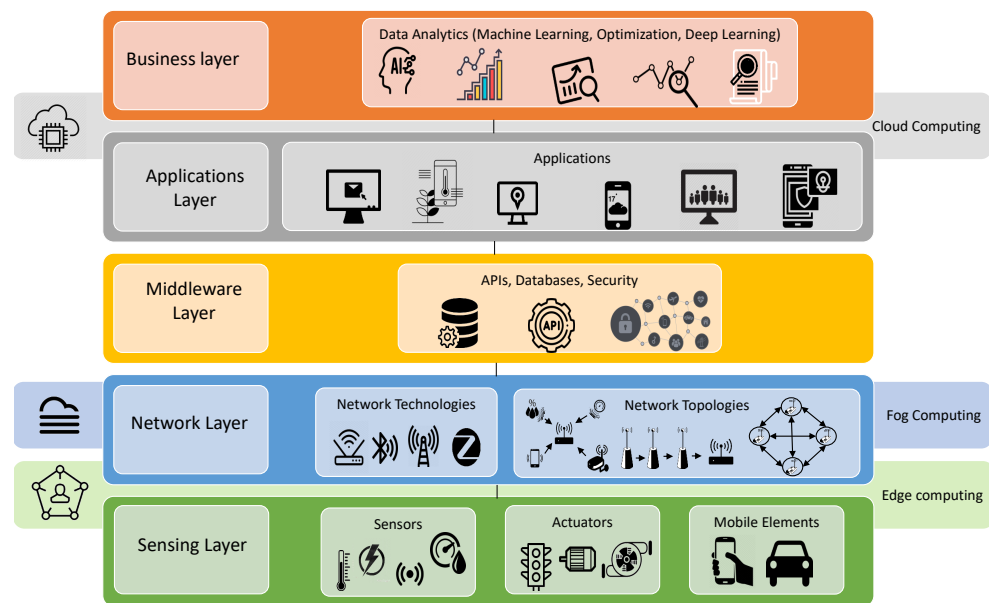 Business layer
Data Analytics (Machine Learning, Optimization, Deep Learning)
AI
Cloud Computing
Applications
Layer
Applications
17
Middleware
Layer
APIs, Databases, Security
API
Network Layer
Network Technologies
Network Topologies
%
Fog Computing
Edge computing
Sensing Layer
Sensors
Actuators
Mobile Elements